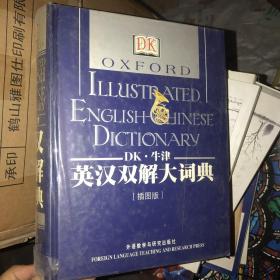 DK
OXFORD
ILLUSTRATED
ENGLISH-CHINESE
DICTIONARY
DK·牛津
英汉双解大词典
[插图版]
外语教学与研究出版社
FOREIGN LANGUAGE TEACHING AND RESEARCH PRESS
双解
典
鹤山雅图仕印刷有限
承印